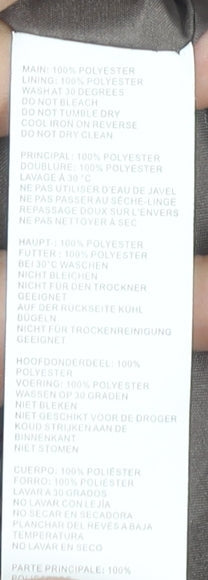 MAIN: 100% POLYESTER
LINING: 100% POLYESTER
WASH AT 30 DEGREES
DO NOT BLEACH
DO NOT TUMBLE DRY
COOL IRON ON REVERSE
DO NOT DRY CLEAN
PRINCIPAL: 100% POLYESTER
DOUBLURE: 100% POLYESTER
LAVAGE À 30 °C
NE PAS UTILISER D'EAU DE JAVEL
NE PAS PASSER AU SÈCHE-LINGE
REPASSAGE DOUX SUR L'ENVERS
NE PAS NETTOYER À SEC
HAUPT-: 100% POLYESTER
FUTTER : 100% POLYESTER
BEI 30°C WASCHEN
NICHT BLEICHEN
NICHT FÜR DEN TROCKNER
GEEIGNET
AUF DER RÜCKSEITE KÜHL
BÜGELN
NICHT FÜR TROCKENREINIGUNG
GEEIGNET
HOOFDONDERDEEL: 100%
POLYESTER
VOERING: 100% POLYESTER
WASSEN OP 30 GRADEN
NIET BLEKEN
NIET GESCHIKT VOOR DE DROGER
KOUD STRIJKEN AAN DE
BINNENKANT
NIET STOMEN
CUERPO: 100% POLIÉSTER
FORRO: 100% POLIÉSTER
LAVAR A 30 GRADOS
NO LAVAR CON LEJÍA
NO SECAR EN SECADORA
PLANCHAR DEL REVÉS A BAJA
TEMPERATURA
NO LAVAR EN SECO
PARTE PRINCIPALE: 100%